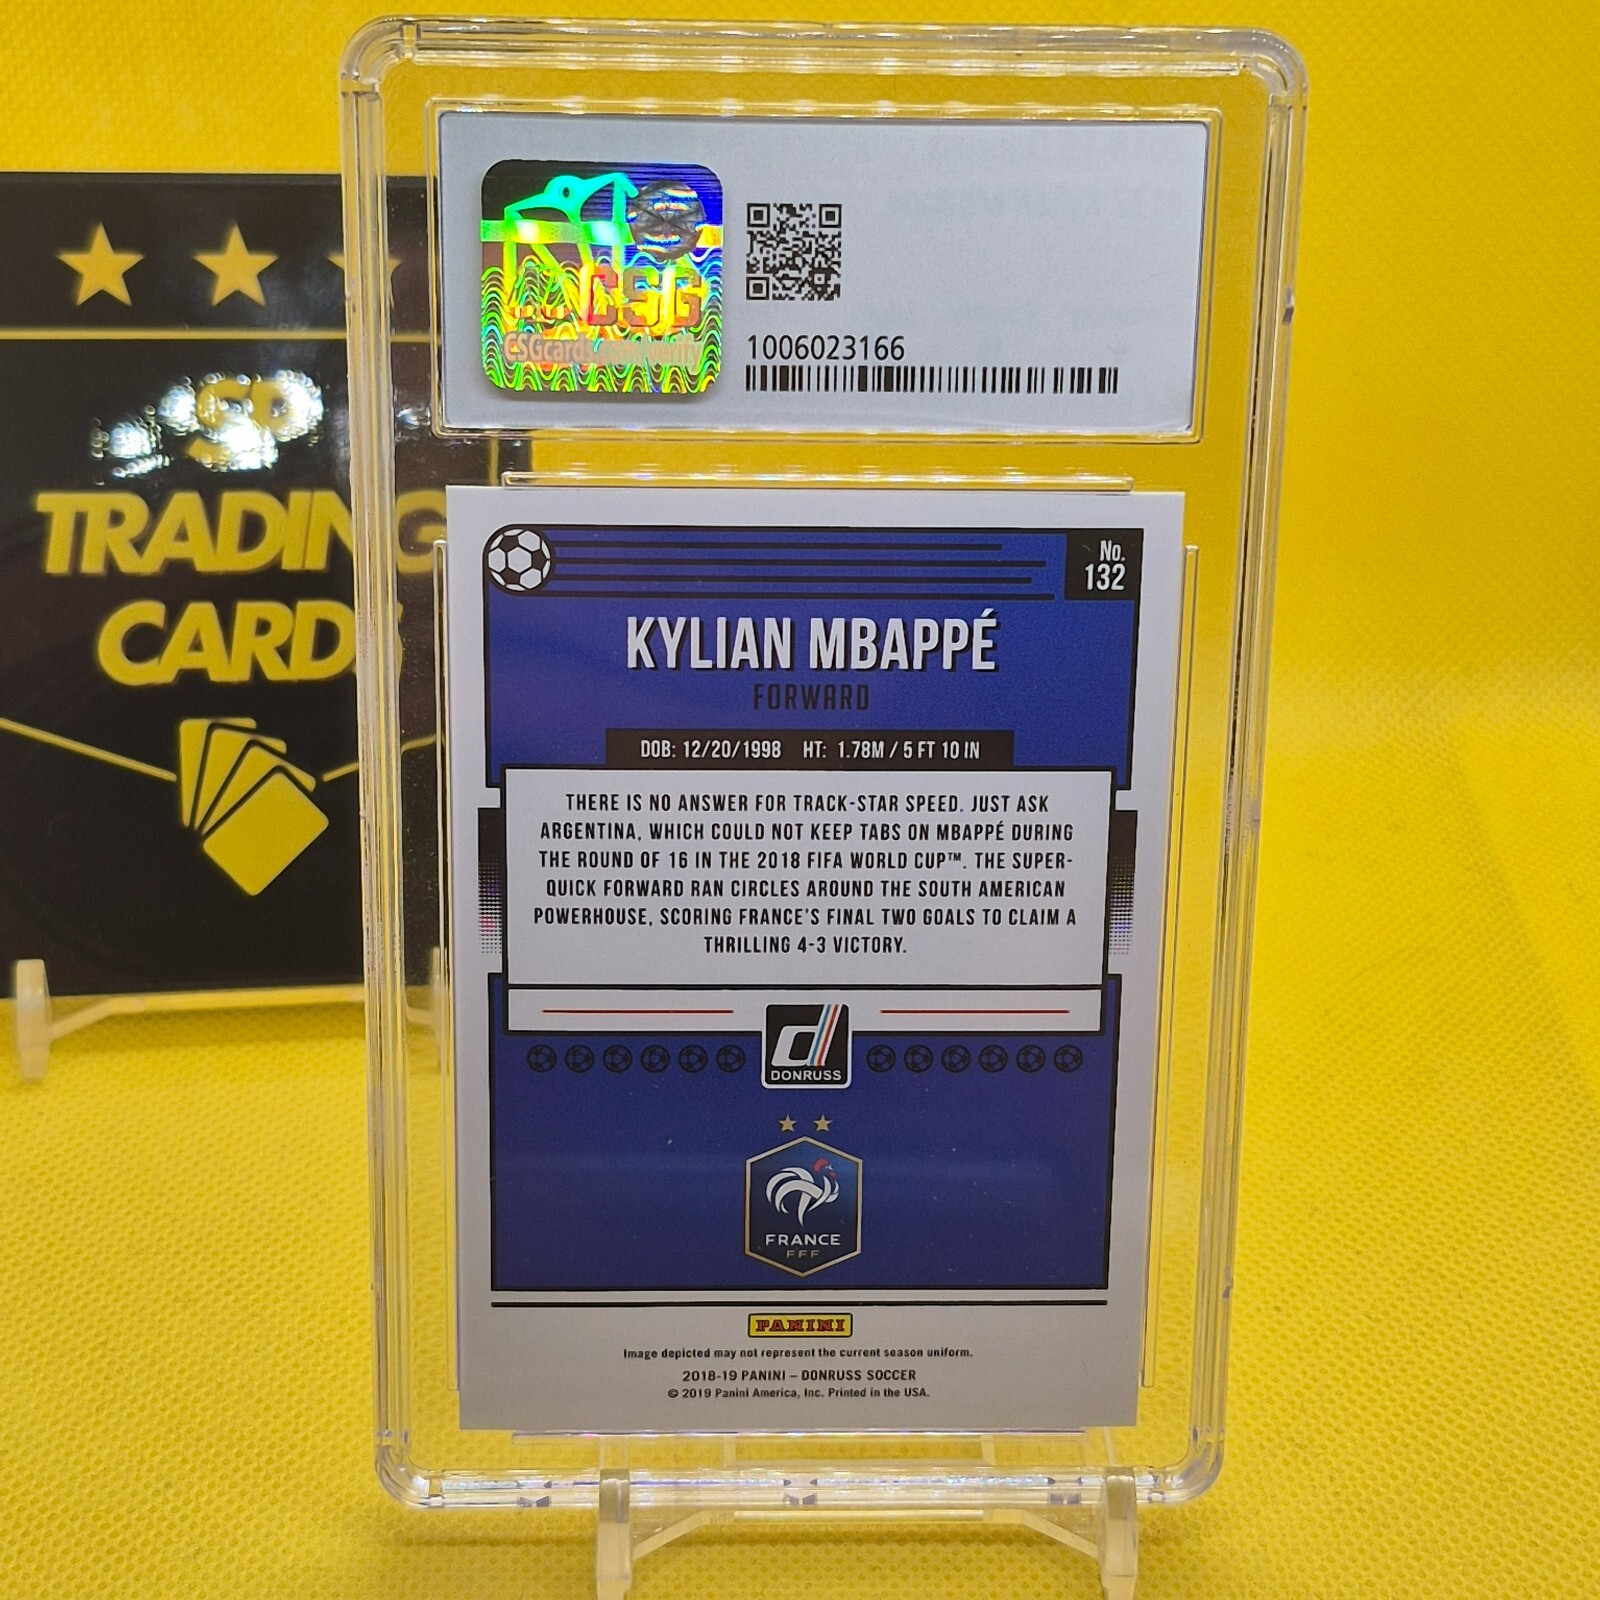 CSG
CSGcards.com/verify
1006023166
SP
TRADING
CARDS
No.
132
KYLIAN MBAPPÉ
FORWARD
DOB: 12/20/1998 HT: 1.78M / 5 FT 10 IN
THERE IS NO ANSWER FOR TRACK-STAR SPEED. JUST ASK
ARGENTINA, WHICH COULD NOT KEEP TABS ON MBAPPÉ DURING
THE ROUND OF 16 IN THE 2018 FIFA WORLD CUP™. THE SUPER-
QUICK FORWARD RAN CIRCLES AROUND THE SOUTH AMERICAN
POWERHOUSE, SCORING FRANCE'S FINAL TWO GOALS TO CLAIM A
THRILLING 4-3 VICTORY.
d
DONRUSS
FRANCE
FFF
PANINI
Image depicted may not represent the current season uniform.
2018-19 PANINI – DONRUSS SOCCER
© 2019 Panini America, Inc. Printed in the USA.